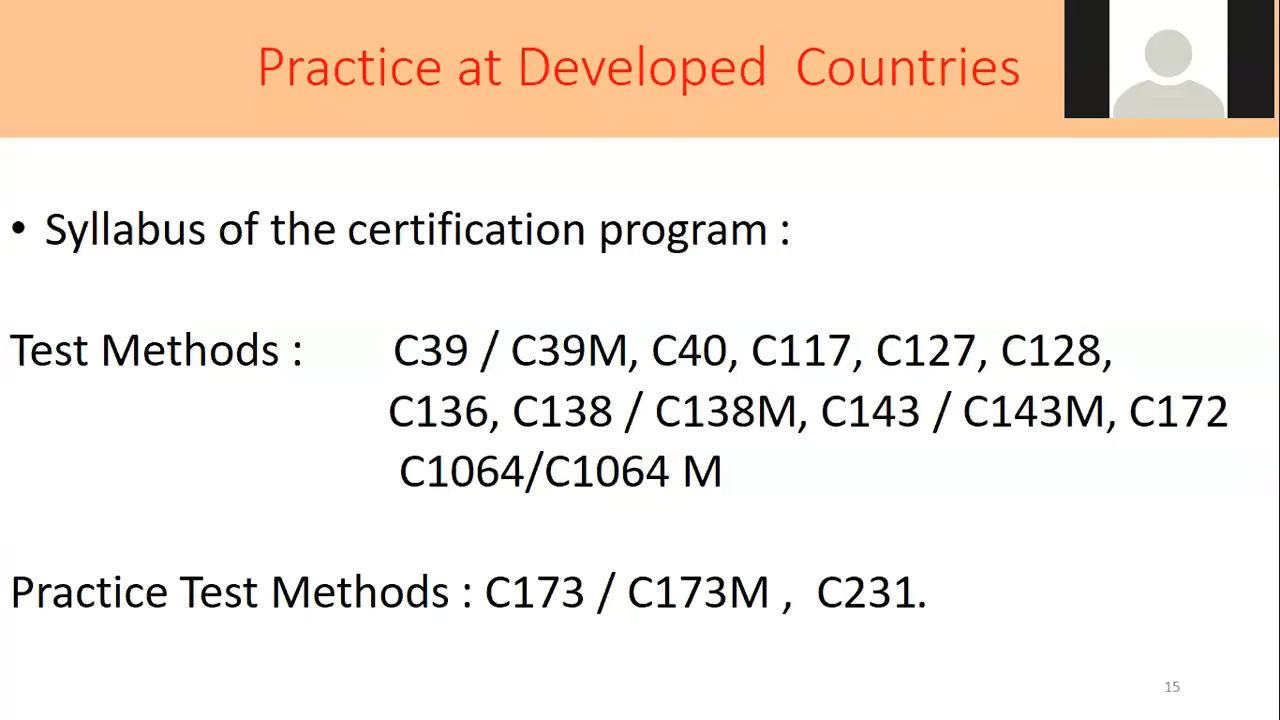 Practice at Developed Countries
• Syllabus of the certification program :
Test Methods : C39 / C39M, C40, C117, C127, C128,
C136, C138 / C138M, C143 / C143M, C172
C1064/C1064 M
Practice Test Methods : C173 / C173M , C231.
15